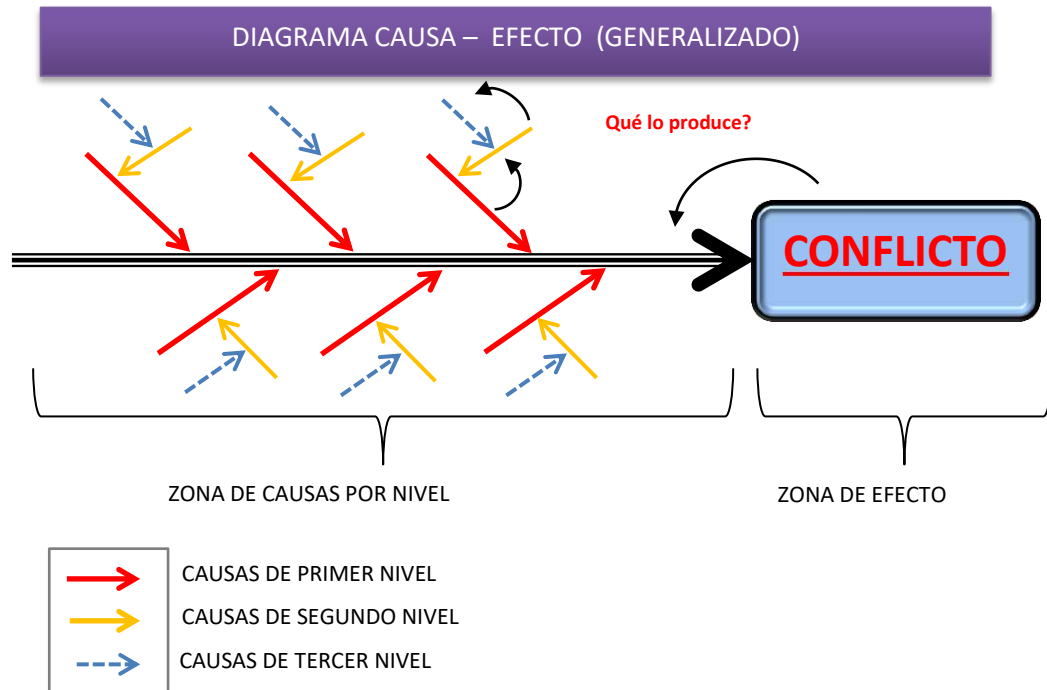 DIAGRAMA CAUSA – EFECTO (GENERALIZADO)
Qué lo produce?
CONFLICTO
ZONA DE CAUSAS POR NIVEL
ZONA DE EFECTO
CAUSAS DE PRIMER NIVEL
CAUSAS DE SEGUNDO NIVEL
CAUSAS DE TERCER NIVEL